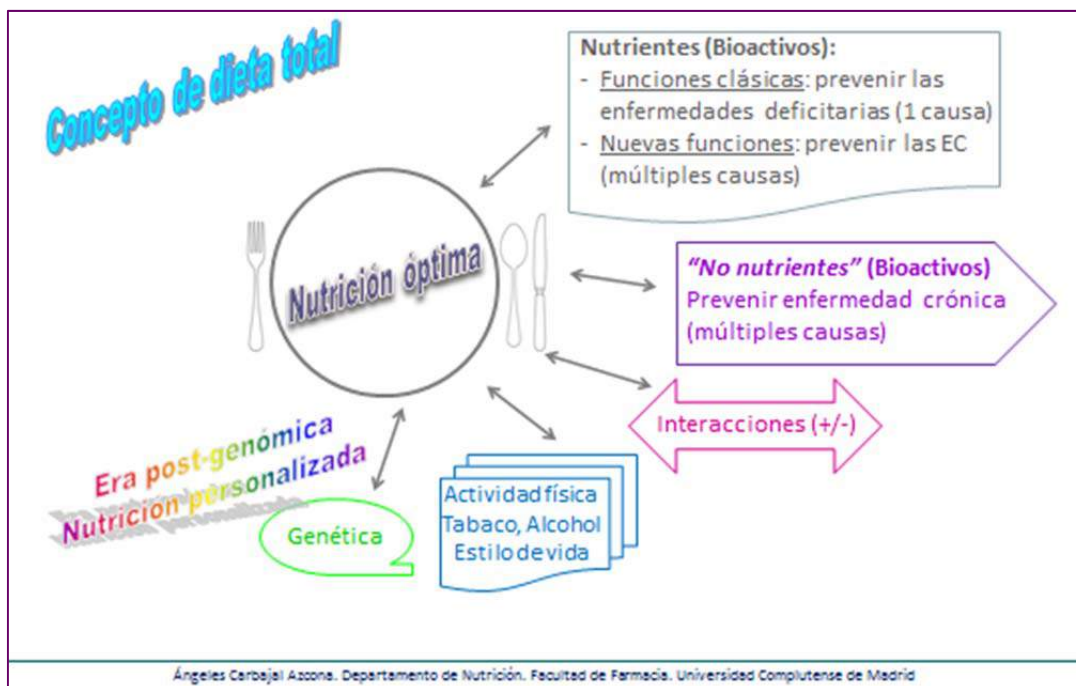 Concepto de dieta total
Nutrientes (Bioactivos):
- Funciones clásicas: prevenir las
enfermedades deficitarias (1 causa)
- Nuevas funciones: prevenir las EC
(múltiples causas)
Nutrición óptima
"No nutrientes" (Bioactivos)
Prevenir enfermedad crónica
(múltiples causas)
Interacciones (+/-)
Era post-genómica
Nutrición personalizada
Actividad física
Tabaco, Alcohol
Estilo de vida
Genética
Ángeles Carbajal Azcona. Departamento de Nutrición. Facultad de Farmacia. Universidad Complutense de Madrid